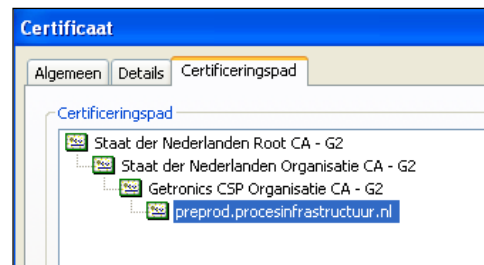 Certificaat
Algemeen Details Certificeringspad
Certificeringspad
Staat der Nederlanden Root CA - G2
Staat der Nederlanden Organisatie CA - G2
Getronics CSP Organisatie CA - G2
preprod.procesinfrastructuur.nl